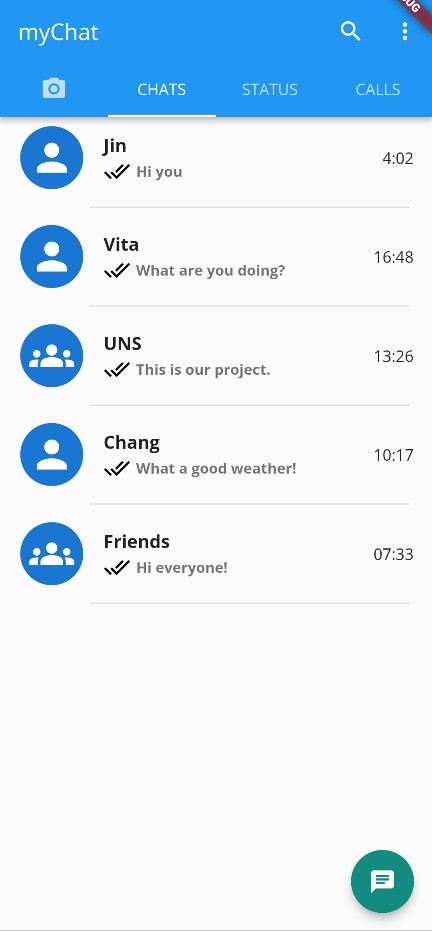 myChat
CHATS
STATUS
CALLS
Jin
4:02
Hi you
Vita
16:48
What are you doing?
UNS
13:26
This is our project.
Chang
10:17
What a good weather!
Friends
07:33
Hi everyone!